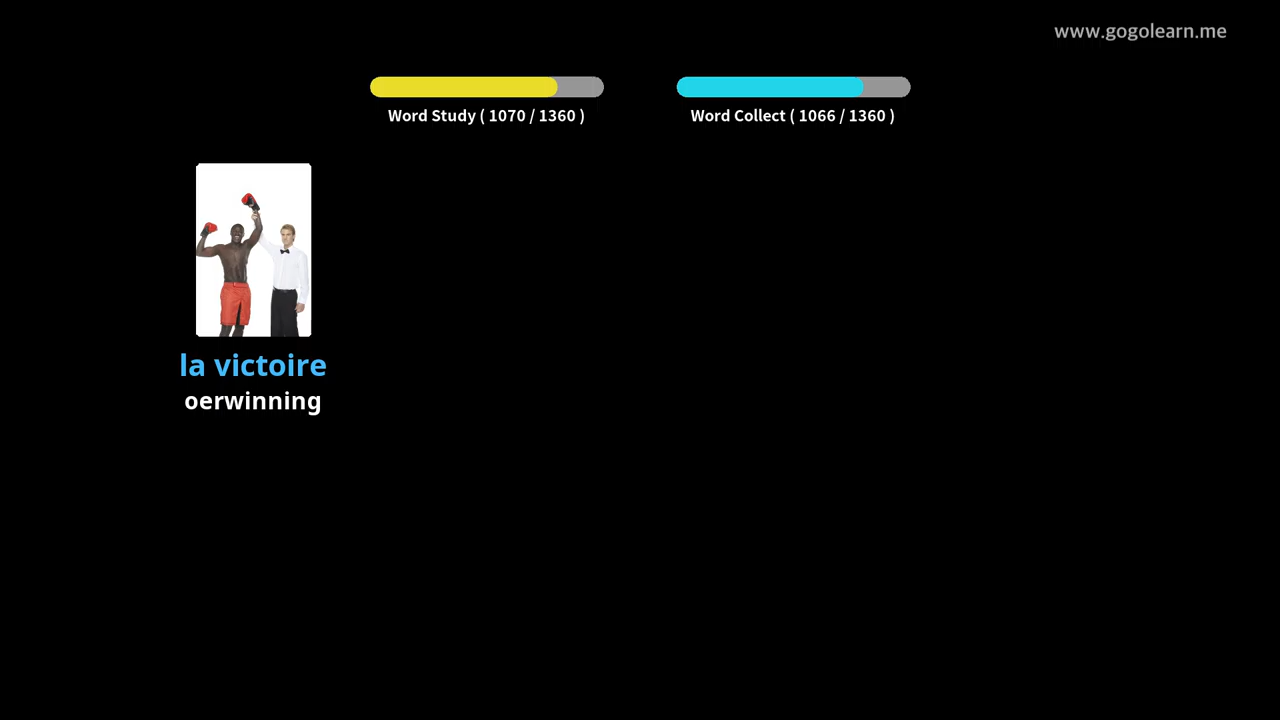 www.gogolearn.me
Word Study ( 1070 / 1360 )
Word Collect ( 1066 / 1360 )
la victoire
oerwinning